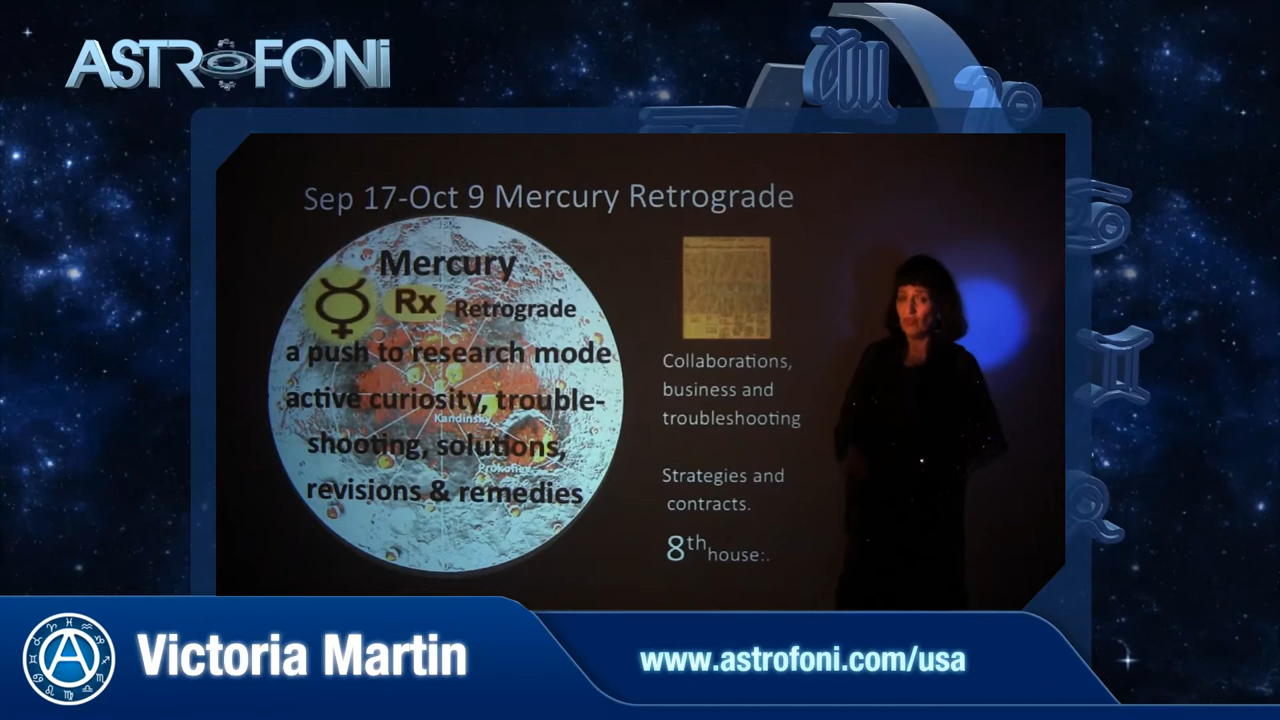 ASTROFONi
Sep 17-Oct 9 Mercury Retrograde
Mercury
Rx Retrograde
a push to research mode
active curiosity, trouble-
Kandinsky
shooting, solutions,
Prokofiev
revisions & remedies
Collaborations,
business and
troubleshooting
Strategies and
contracts.
8th house:.
Victoria Martin
www.astrofoni.com/usa